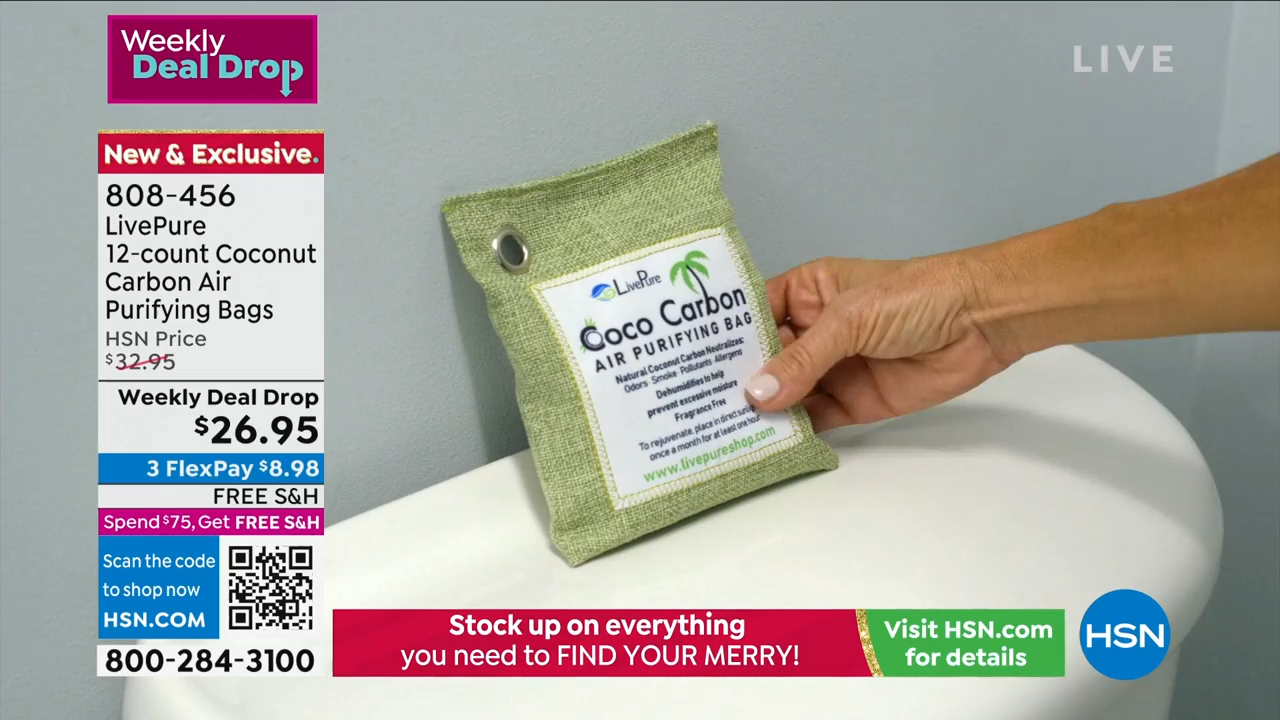 Weekly
Deal Drop
LIVE
New & Exclusive.
808-456
LivePure
12-count Coconut
Carbon Air
Purifying Bags
HSN Price
$32.95
Weekly Deal Drop
$26.95
3 FlexPay $8.98
FREE S&H
Spend $75, Get FREE S&H
Scan the code
to shop now
HSN.COM
800-284-3100
LivePure
Coco Carbon
AIR PURIFYING BAG
Natural Coconut Carbon Neutralizes:
Odors Smoke Pollutants Allergens
Dehumidifies to help
prevent excessive moisture
Fragrance Free
To rejuvenate, place in direct
once a month for at least one hour
www.livepureshop.com
Stock up on everything
you need to FIND YOUR MERRY!
Visit HSN.com
for details
HSN